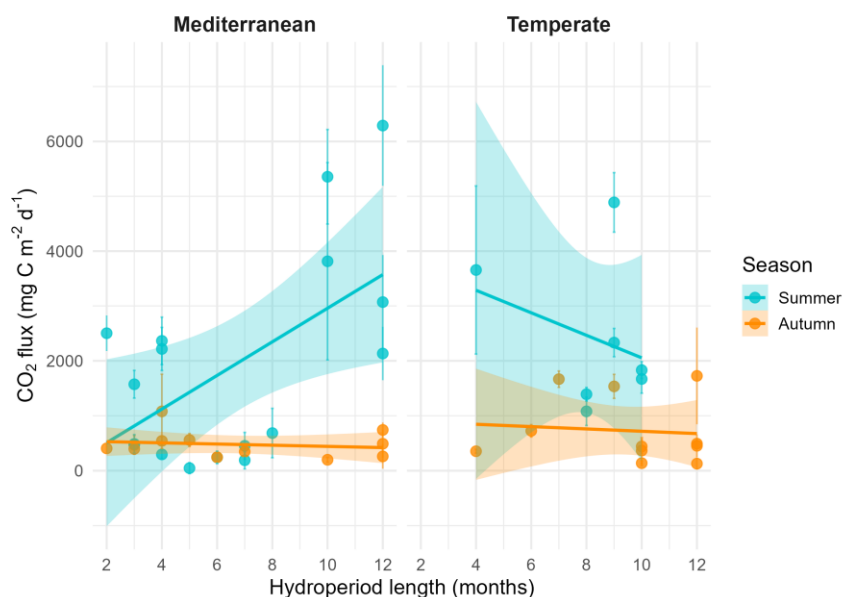 Mediterranean Temperate
6000
4000
2000
0
CO₂ flux (mg C m⁻² d⁻¹)
2 4 6 8 10 12 2 4 6 8 10 12
Hydroperiod length (months)
Season
Summer
Autumn